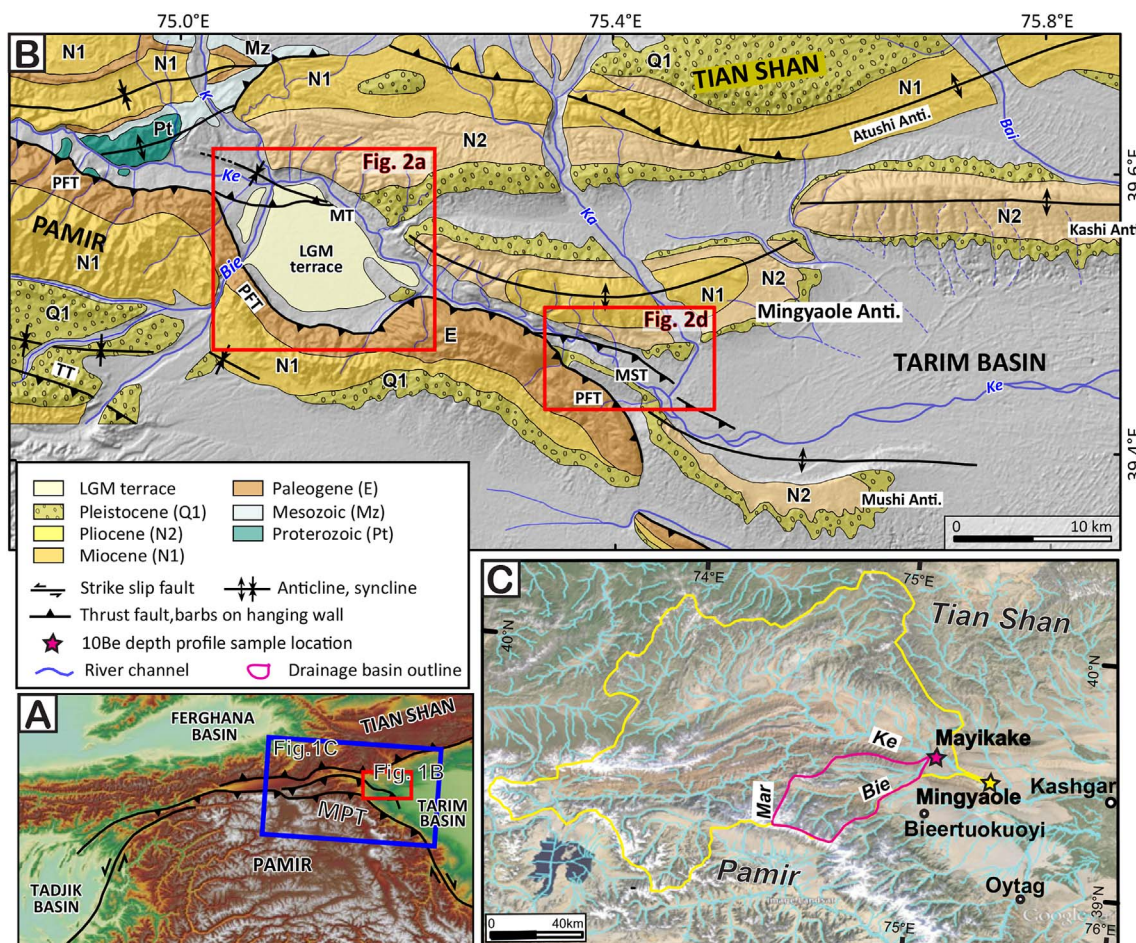 75.0°E
75.4°E
75.8°E
B
N1
Mz
N1
Q1
TIAN SHAN
N1
Atushi Anti.
Bai
K
Pt
N2
Fig. 2a
Ke
PFT
MT
Ka
39.6°E
PAMIR
N1
Bie
LGM
terrace
PFT
N2
Kashi Anti
N1
N2
Mingyaole Anti.
Q1
E
Fig. 2d
TT
N1
Q1
MST
PFT
TARIM BASIN
Ke
39.4°E
N2
Mushi Anti.
0
10 km
LGM terrace
Paleogene (E)
Pleistocene (Q1)
Mesozoic (Mz)
Pliocene (N2)
Proterozoic (Pt)
Miocene (N1)
Strike slip fault
Anticline, syncline
Thrust fault,barbs on hanging wall
10Be depth profile sample location
River channel
Drainage basin outline
A
FERGHANA
BASIN
TIAN SHAN
Fig.1C
Fig. 1B
MPT
TARIM
BASIN
PAMIR
TADJIK
BASIN
C
74°E
75°E
40°N
Tian Shan
40°N
Ke
Mayikake
Mar
Bie
Mingyaole
Kashgar
Bieertuokuoyi
Pamir
Oytag
39°N
Google
0
40km
75°E
76°E